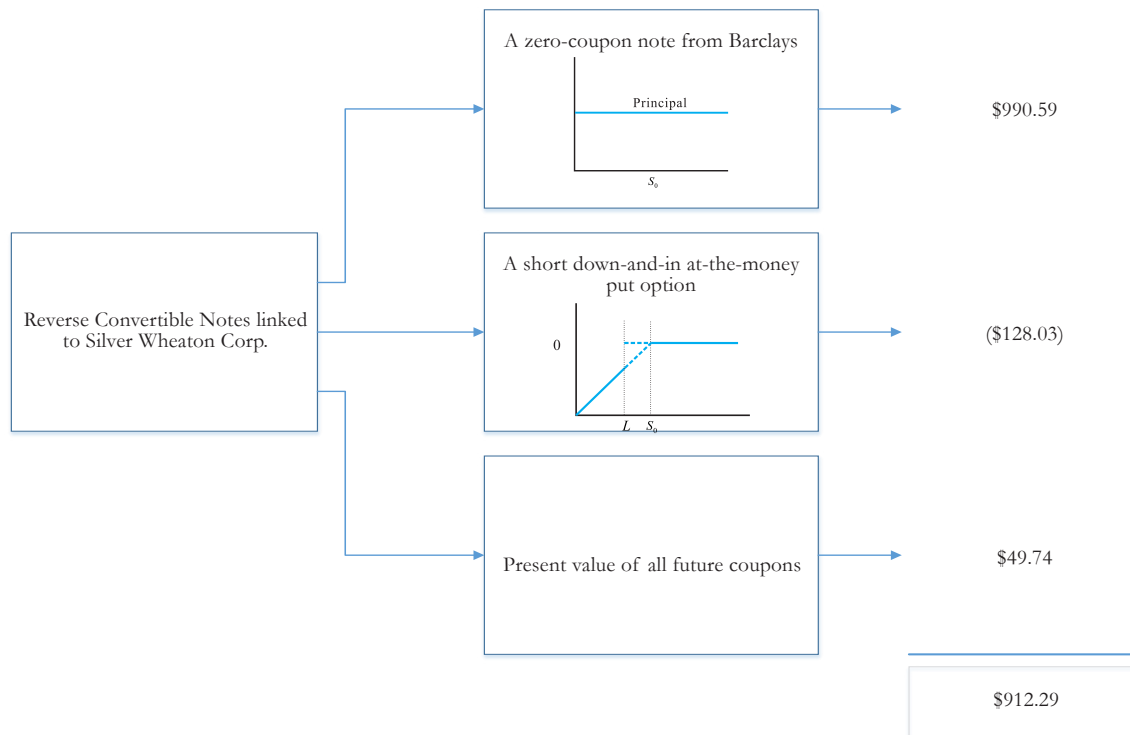 A zero-coupon note from Barclays
Principal
S₀
$990.59
Reverse Convertible Notes linked
to Silver Wheaton Corp.
A short down-and-in at-the-money
put option
0
L S₀
($128.03)
Present value of all future coupons
$49.74
$912.29